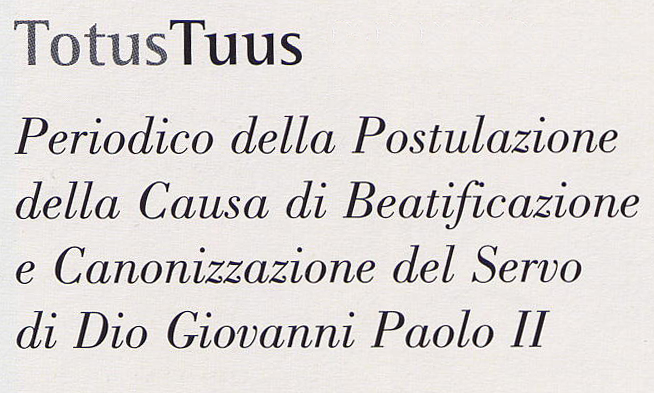 TotusTuus
Periodico della Postulazione
della Causa di Beatificazione
e Canonizzazione del Servo
di Dio Giovanni Paolo II